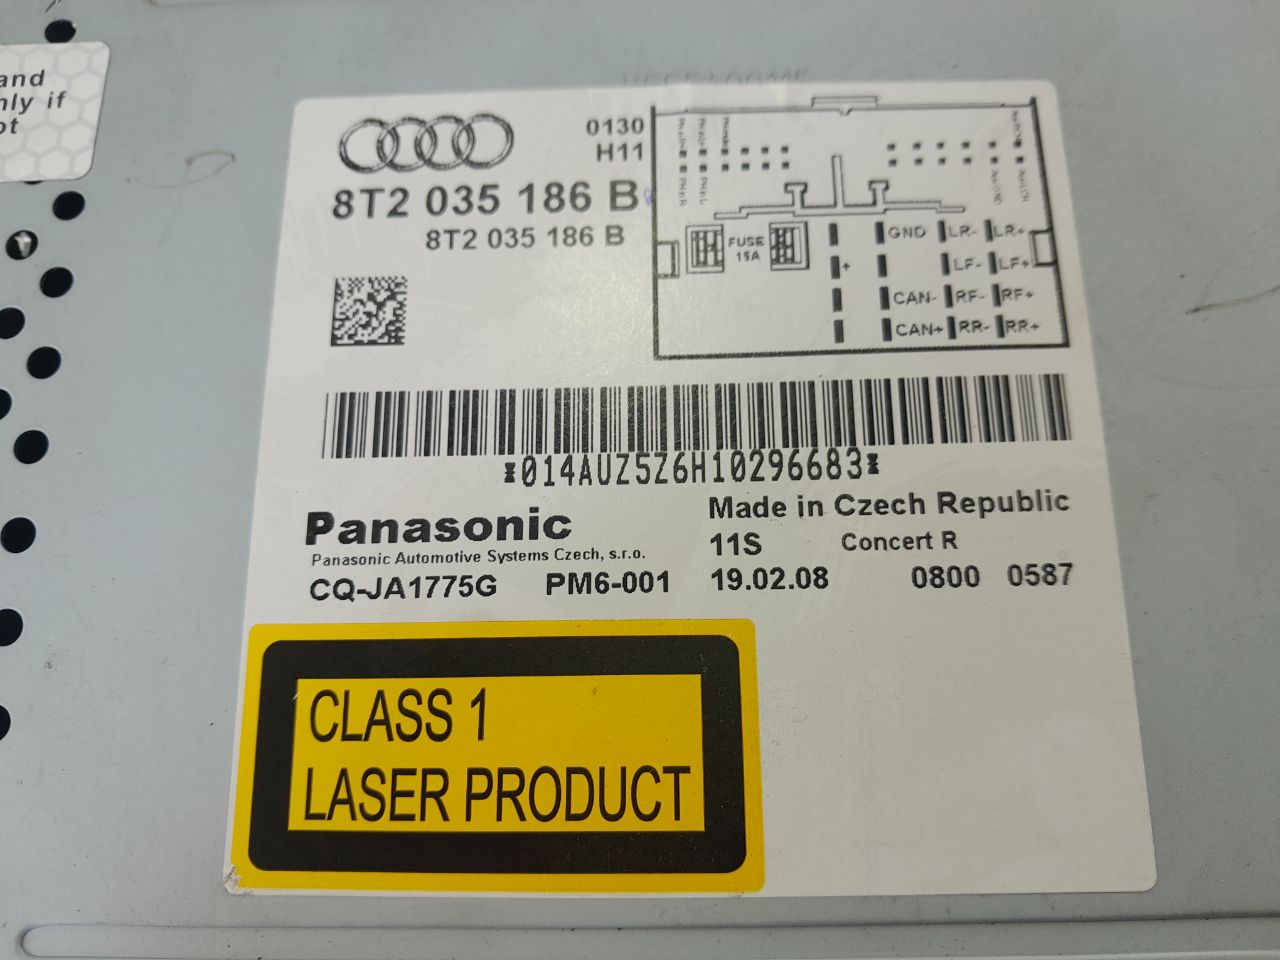 and
nly if
ot
0130
H11
8T2 035 186 B
8T2 035 186 B
FUSE
15A
GND LR- LR+
+ LF- LF+
CAN- RF- RF+
CAN+ RR- RR+
*014AUZ5Z6H10296683*
Panasonic
Panasonic Automotive Systems Czech, s.r.o.
CQ-JA1775G PM6-001
Made in Czech Republic
11S Concert R
19.02.08 0800 0587
CLASS 1
LASER PRODUCT